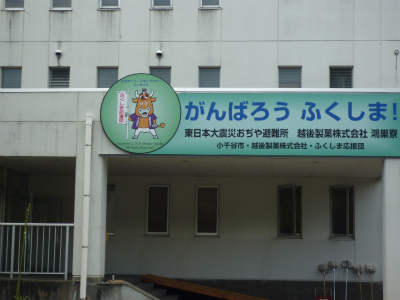 がんばろう ふくしま!
東日本大震災おぢや避難所 越後製菓株式会社 鴻巣寮
小千谷市・越後製菓株式会社・ふくしま応援団